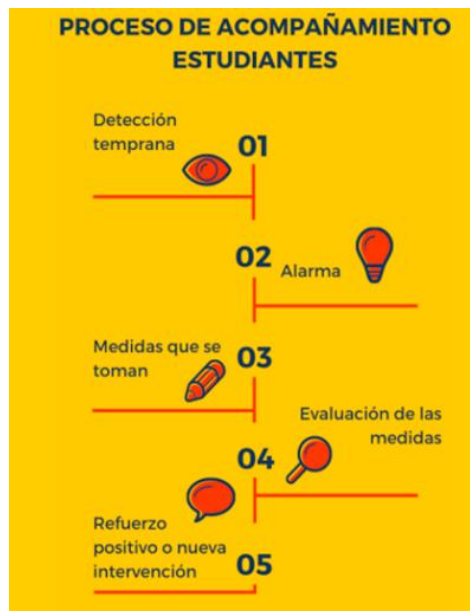 PROCESO DE ACOMPAÑAMIENTO
ESTUDIANTES
Detección
temprana
01
02
Alarma
Medidas que se
toman
03
Evaluación de las
medidas
04
Refuerzo
positivo o nueva
intervención
05